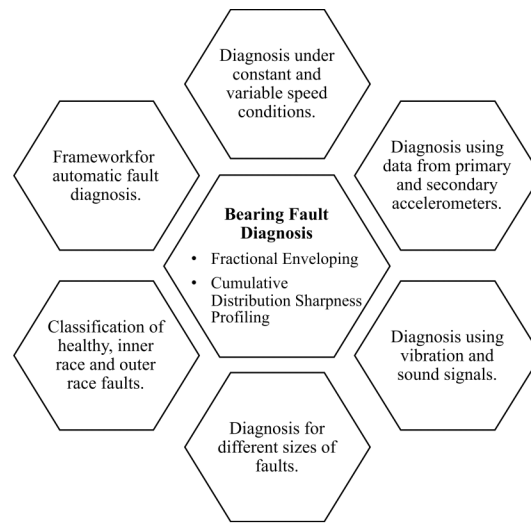 Diagnosis under
constant and
variable speed
conditions.
Frameworkfor
automatic fault
diagnosis.
Diagnosis using
data from primary
and secondary
accelerometers.
Bearing Fault
Diagnosis
• Fractional Enveloping
• Cumulative
Distribution Sharpness
Profiling
Classification of
healthy, inner
race and outer
race faults.
Diagnosis using
vibration and
sound signals.
Diagnosis for
different sizes of
faults.